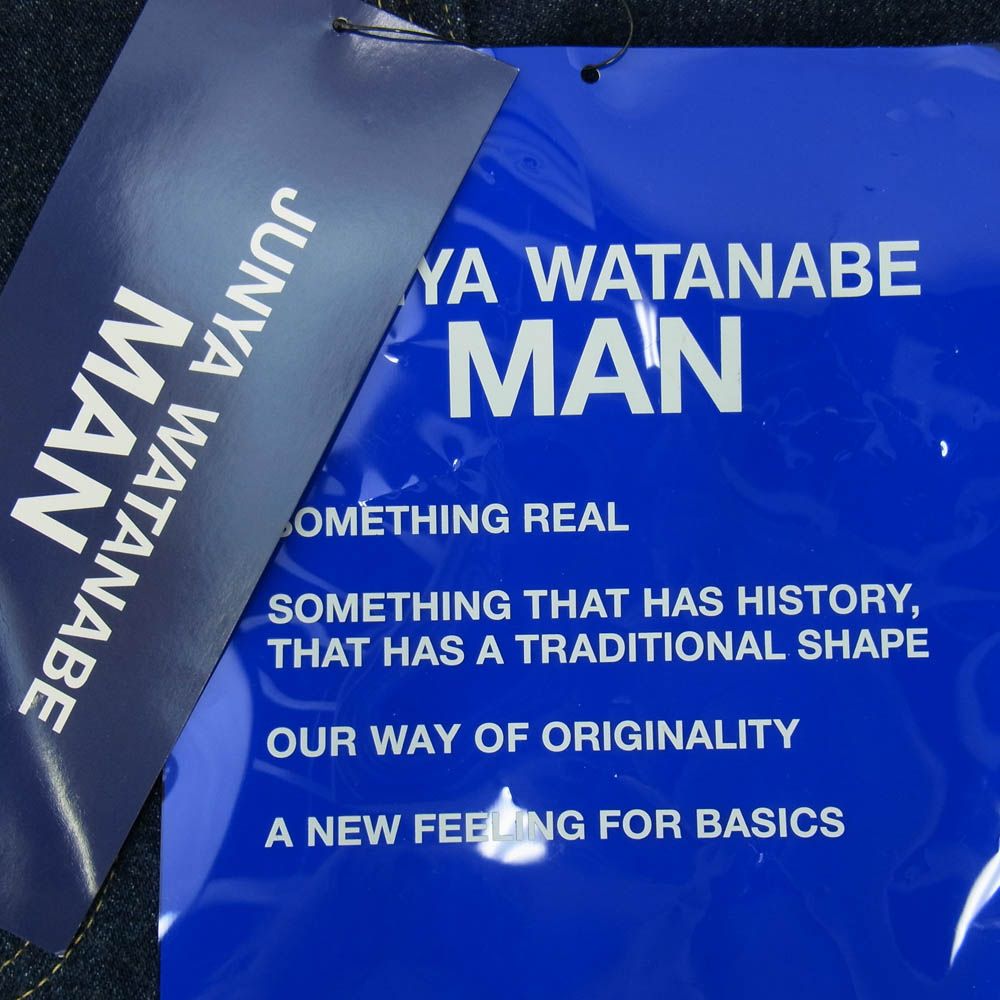 JUNYA WATANABE
MAN
YA WATANABE
MAN
SOMETHING REAL
SOMETHING THAT HAS HISTORY,
THAT HAS A TRADITIONAL SHAPE
OUR WAY OF ORIGINALITY
A NEW FEELING FOR BASICS